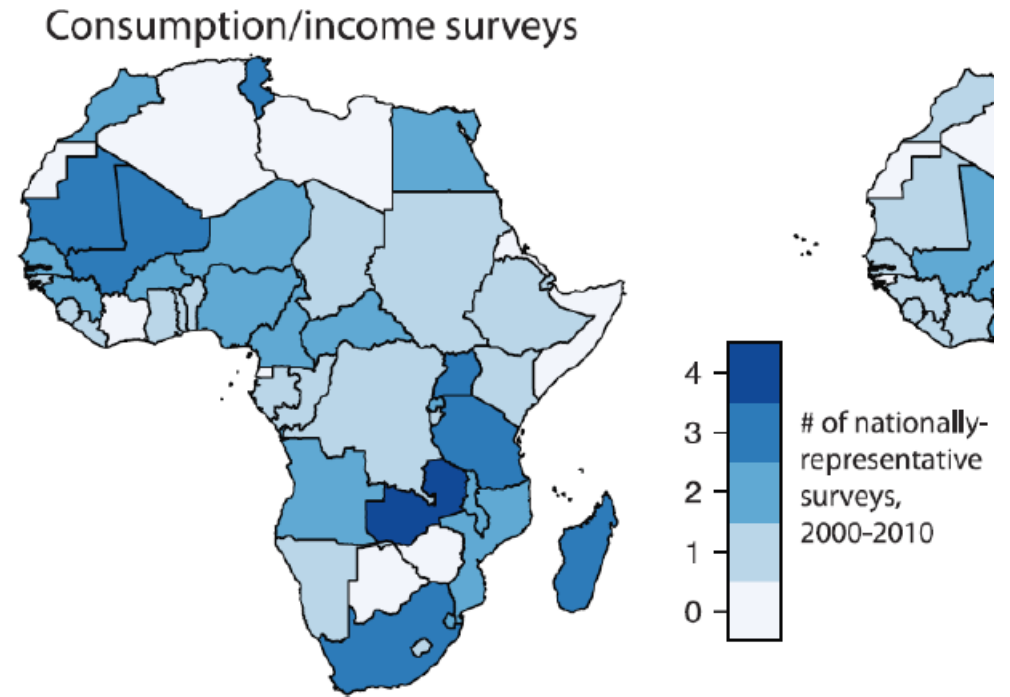 Consumption/income surveys
4
3
2
1
0
# of nationally-
representative
surveys,
2000-2010